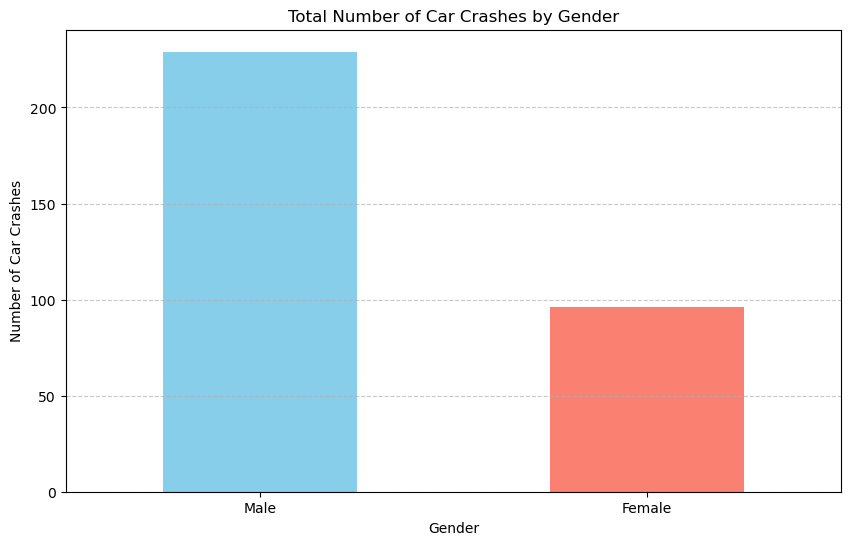 Total Number of Car Crashes by Gender
Number of Car Crashes
200
150
100
50
0
Male Female
Gender